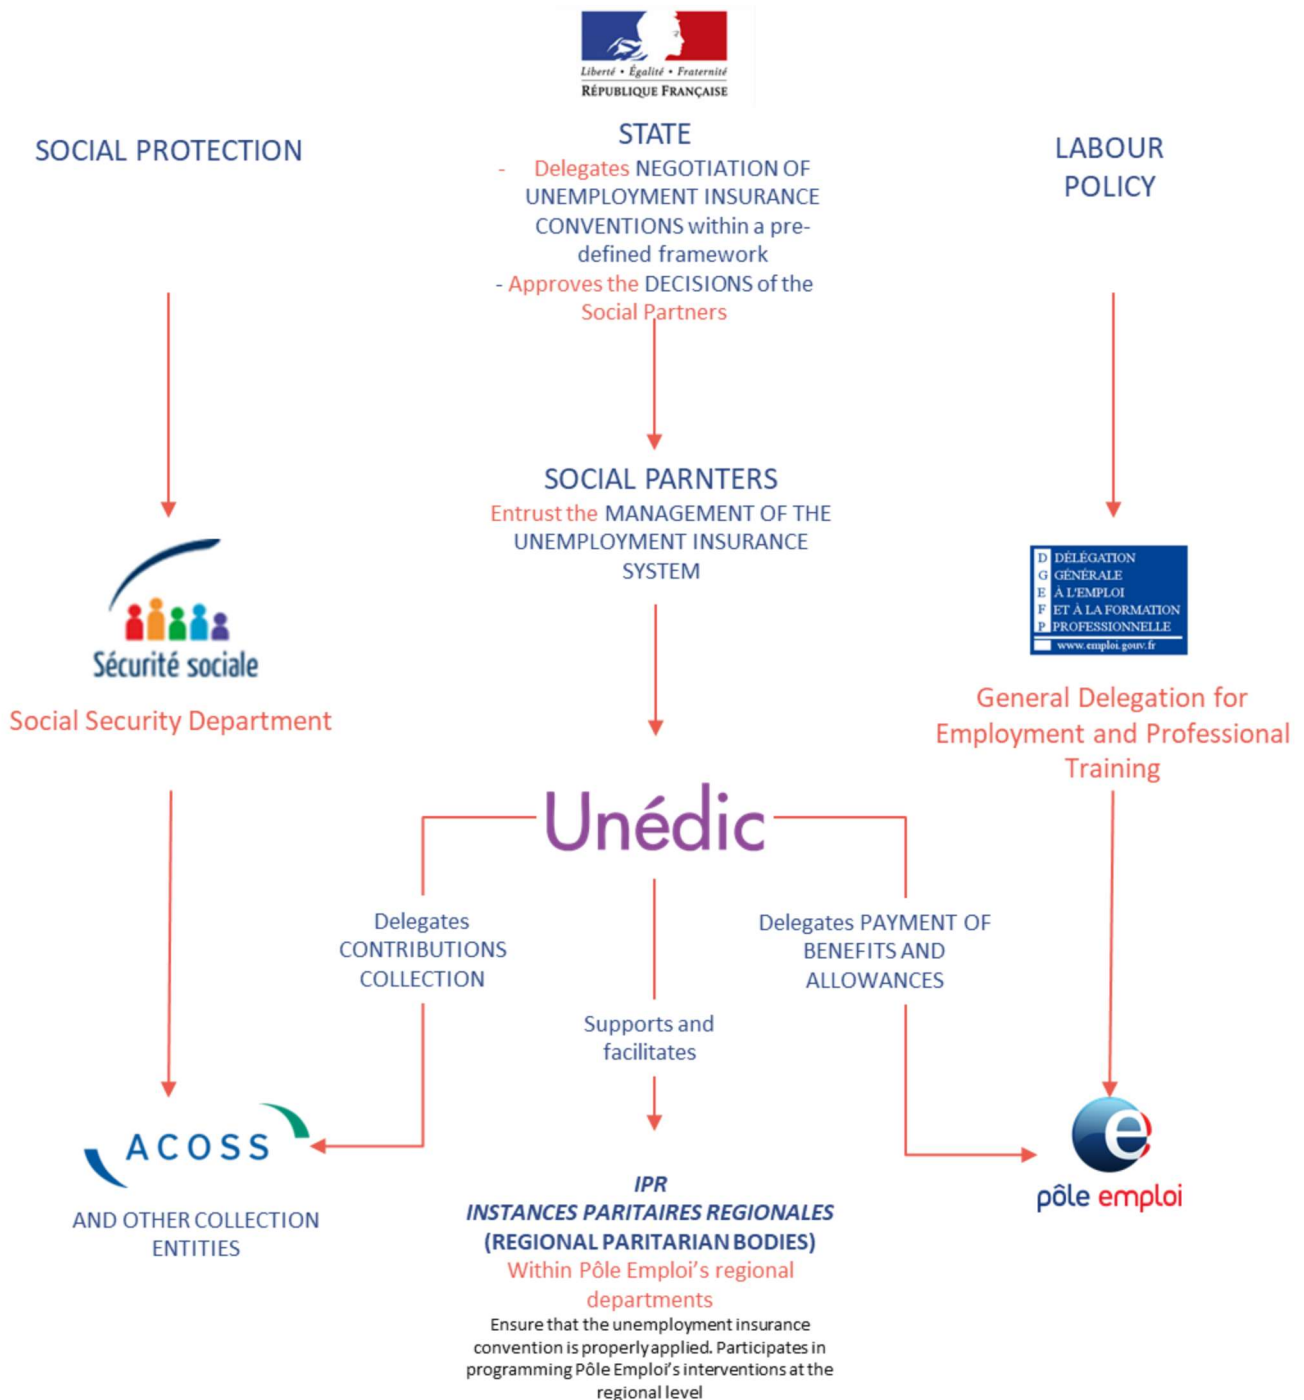 Liberté • Égalité • Fraternité
RÉPUBLIQUE FRANÇAISE
SOCIAL PROTECTION
STATE
- Delegates NEGOTIATION OF
UNEMPLOYMENT INSURANCE
CONVENTIONS within a pre-
defined framework
- Approves the DECISIONS of the
Social Partners
LABOUR
POLICY
SOCIAL PARNTERS
Entrust the MANAGEMENT OF THE
UNEMPLOYMENT INSURANCE
SYSTEM
Sécurité sociale
Social Security Department
D DÉLÉGATION
G GÉNÉRALE
E À L'EMPLOI
F ET À LA FORMATION
P PROFESSIONNELLE
www.emploi.gouv.fr
General Delegation for
Employment and Professional
Training
Unédic
Delegates
CONTRIBUTIONS
COLLECTION
Supports and
facilitates
Delegates PAYMENT OF
BENEFITS AND
ALLOWANCES
ACOSS
AND OTHER COLLECTION
ENTITIES
IPR
INSTANCES PARITAIRES REGIONALES
(REGIONAL PARITARIAN BODIES)
Within Pôle Emploi's regional
departments
Ensure that the unemployment insurance
convention is properly applied. Participates in
programming Pôle Emploi's interventions at the
regional level
e
pôle emploi